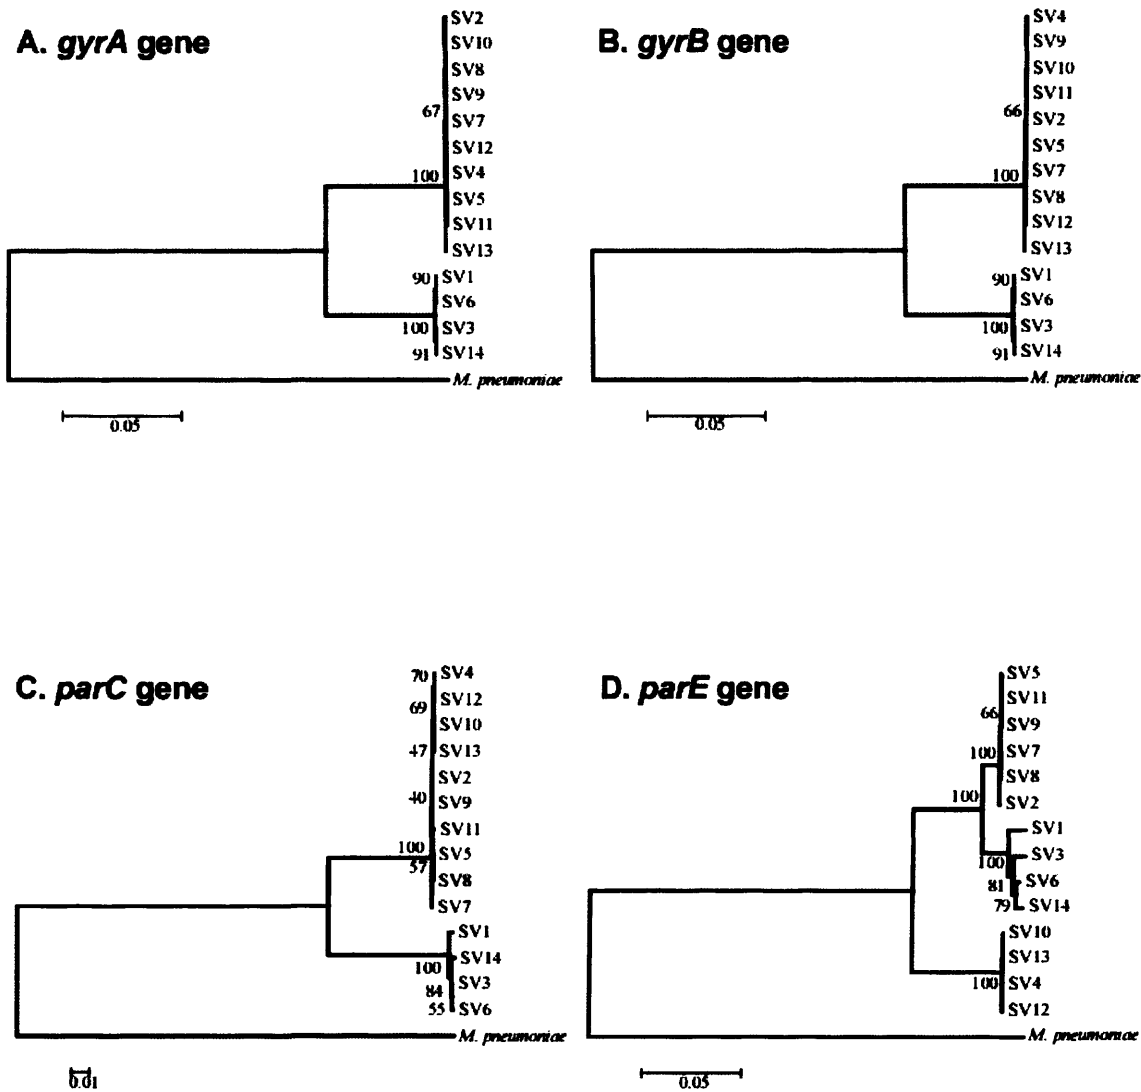 A. gyrA gene
SV2
SV10
SV8
SV9
67
SV7
SV12
100
SV4
SV5
SV11
SV13
90
SV1
SV6
100
SV3
91
SV14
M. pneumoniae
0.05
B. gyrB gene
SV4
SV9
SV10
SV11
66
SV2
SV5
100
SV7
SV8
SV12
SV13
90
SV1
SV6
100
SV3
91
SV14
M. pneumoniae
0.05
C. parC gene
70
SV4
SV12
69
SV10
47
SV13
SV2
40
SV9
SV11
100
SV5
57
SV8
SV7
SV1
SV14
100
SV3
84
55
SV6
M. pneumoniae
0.01
D. parE gene
SV5
SV11
66
SV9
100
SV7
SV8
100
SV2
SV1
SV3
100
SV6
81
79
SV14
SV10
SV13
100
SV4
SV12
M. pneumoniae
0.05